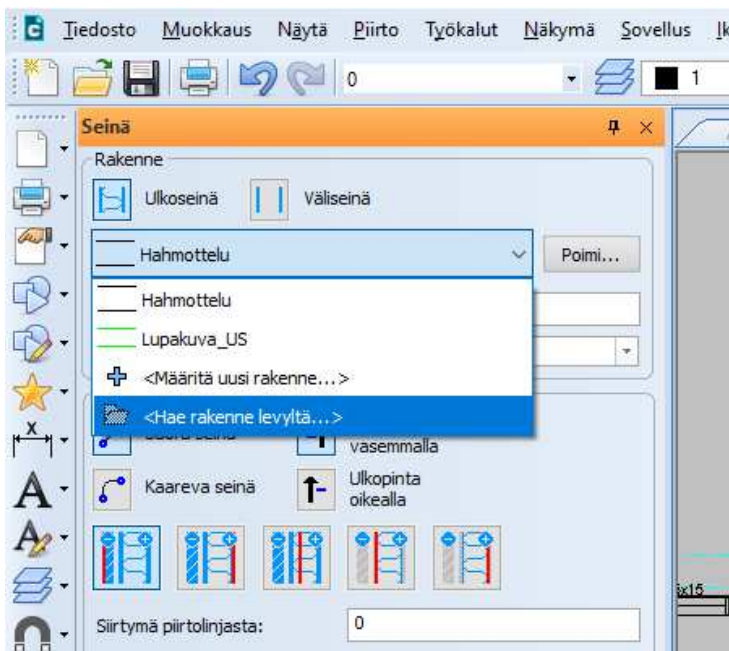 Tiedosto Muokkaus Näytä Piirto Työkalut Näkymä Sovellus
0 1
Seinä
Rakenne
Ulkoseinä Väliseinä
Hahmottelu Poimi...
Hahmottelu
Lupakuva_US
<Määritä uusi rakenne...>
<Hae rakenne levyltä...>
vasemmalla
Kaareva seinä Ulkopinta
oikealla
Siirtymä piirtolinjasta: 0